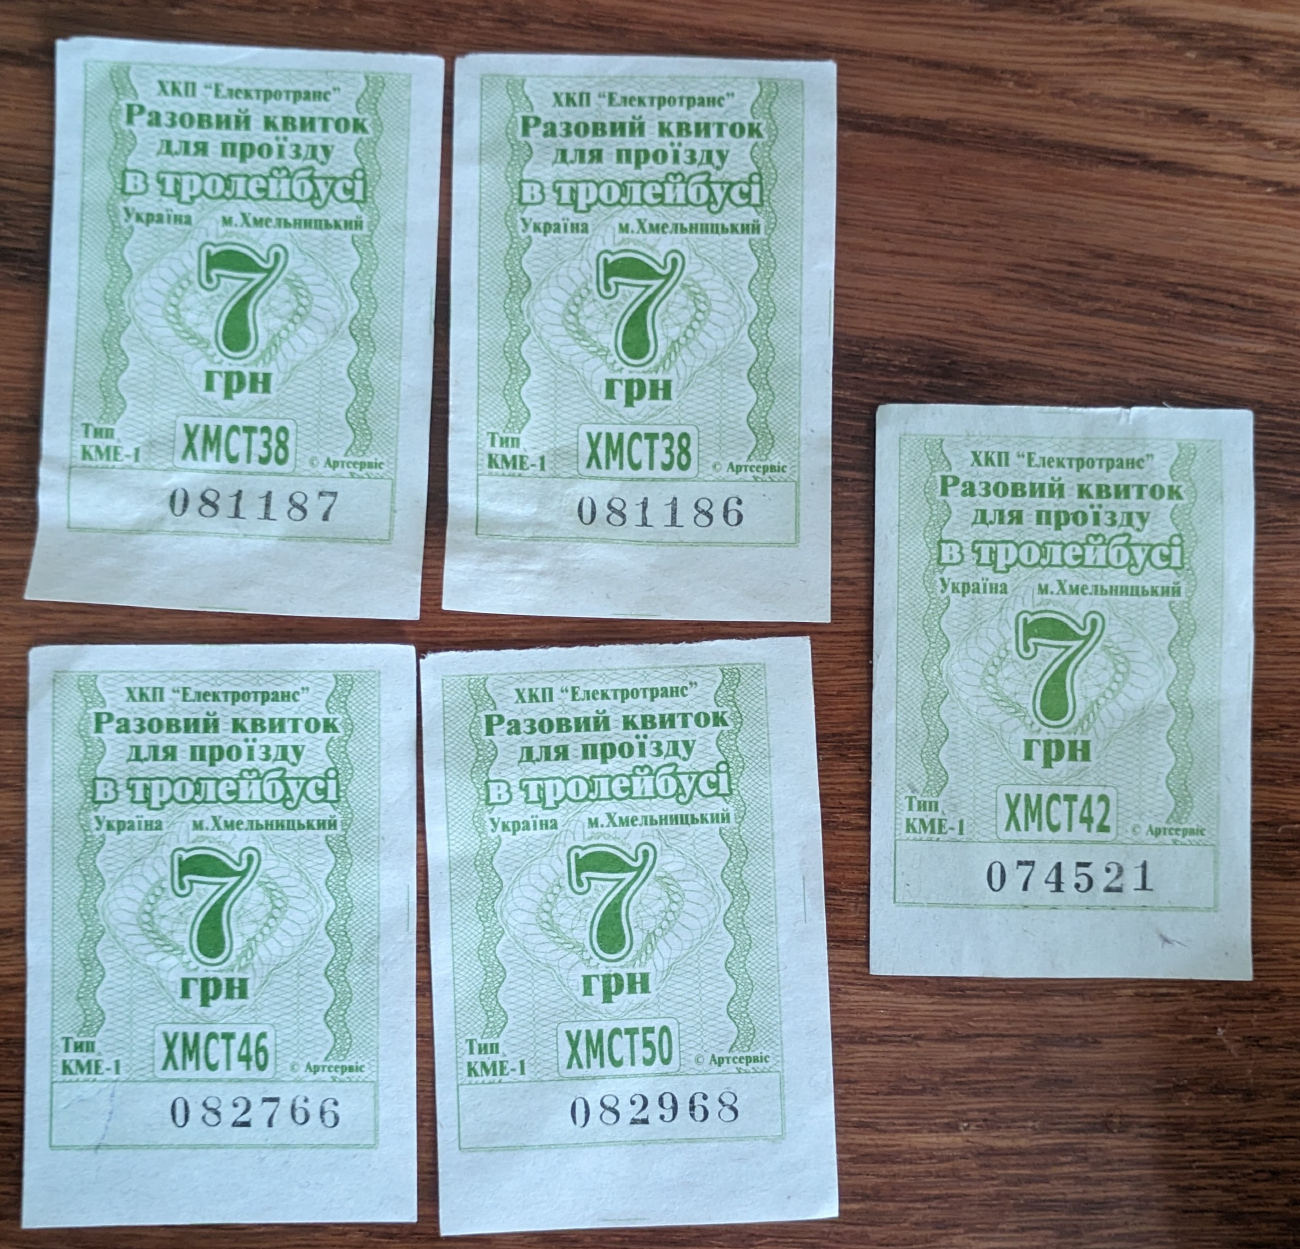 ХКП "Електротранс"
Разовий квиток
для проїзду
в тролейбусі
Україна м.Хмельницький
7
грн
Тип
КМЕ-1
ХМСТ38
© Артсервіс
081187
ХКП "Електротранс"
Разовий квиток
для проїзду
в тролейбусі
Україна м.Хмельницький
7
грн
Тип
КМЕ-1
ХМСТ38
© Артсервіс
081186
ХКП "Електротранс"
Разовий квиток
для проїзду
в тролейбусі
Україна м.Хмельницький
7
грн
Тип
КМЕ-1
ХМСТ42
© Артсервіс
074521
ХКП "Електротранс"
Разовий квиток
для проїзду
в тролейбусі
Україна м.Хмельницький
7
грн
Тип
КМЕ-1
ХМСТ46
© Артсервіс
082766
ХКП "Електротранс"
Разовий квиток
для проїзду
в тролейбусі
Україна м.Хмельницький
7
грн
Тип
КМЕ-1
ХМСТ50
© Артсервіс
082968